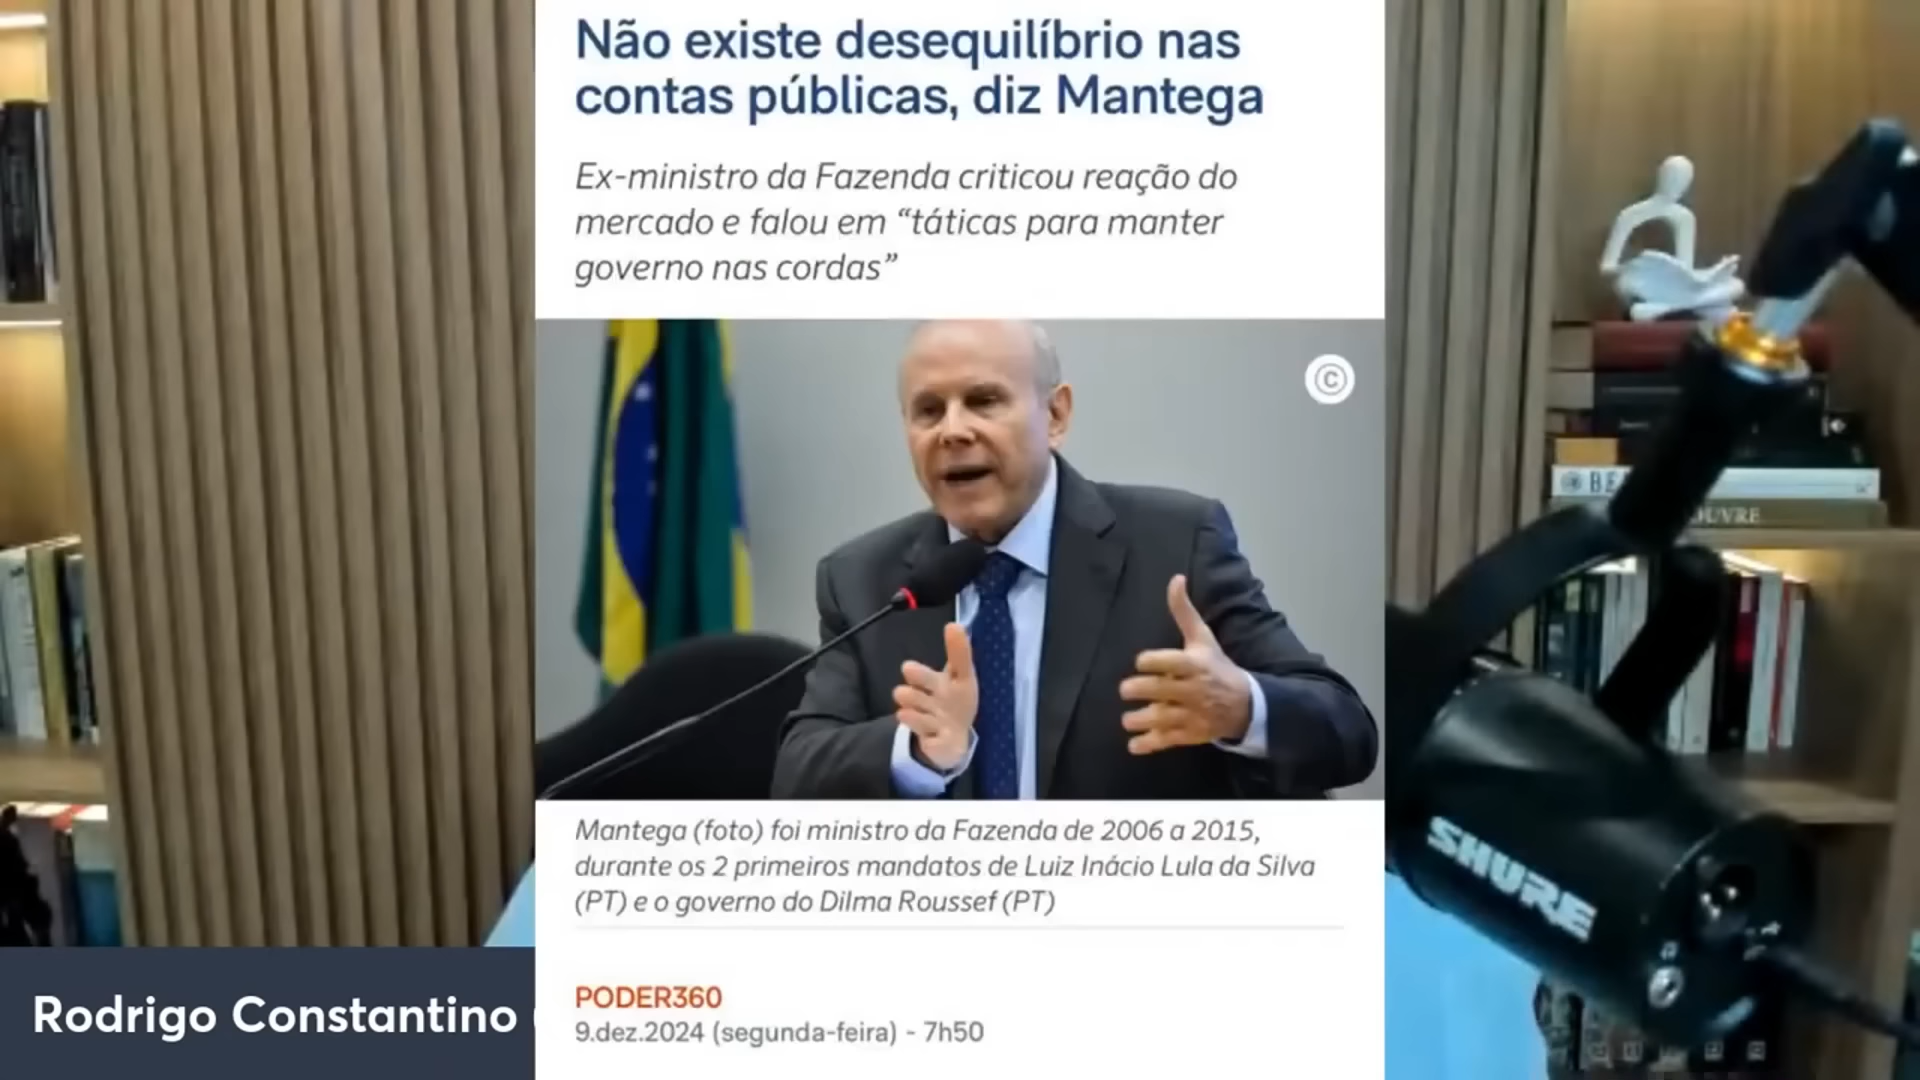 Não existe desequilíbrio nas
contas públicas, diz Mantega
Ex-ministro da Fazenda criticou reação do
mercado e falou em “táticas para manter
governo nas cordas”
©
Mantega (foto) foi ministro da Fazenda de 2006 a 2015,
durante os 2 primeiros mandatos de Luiz Inácio Lula da Silva
(PT) e o governo do Dilma Roussef (PT)
PODER360
9.dez.2024 (segunda-feira) - 7h50
Rodrigo Constantino
SHURE